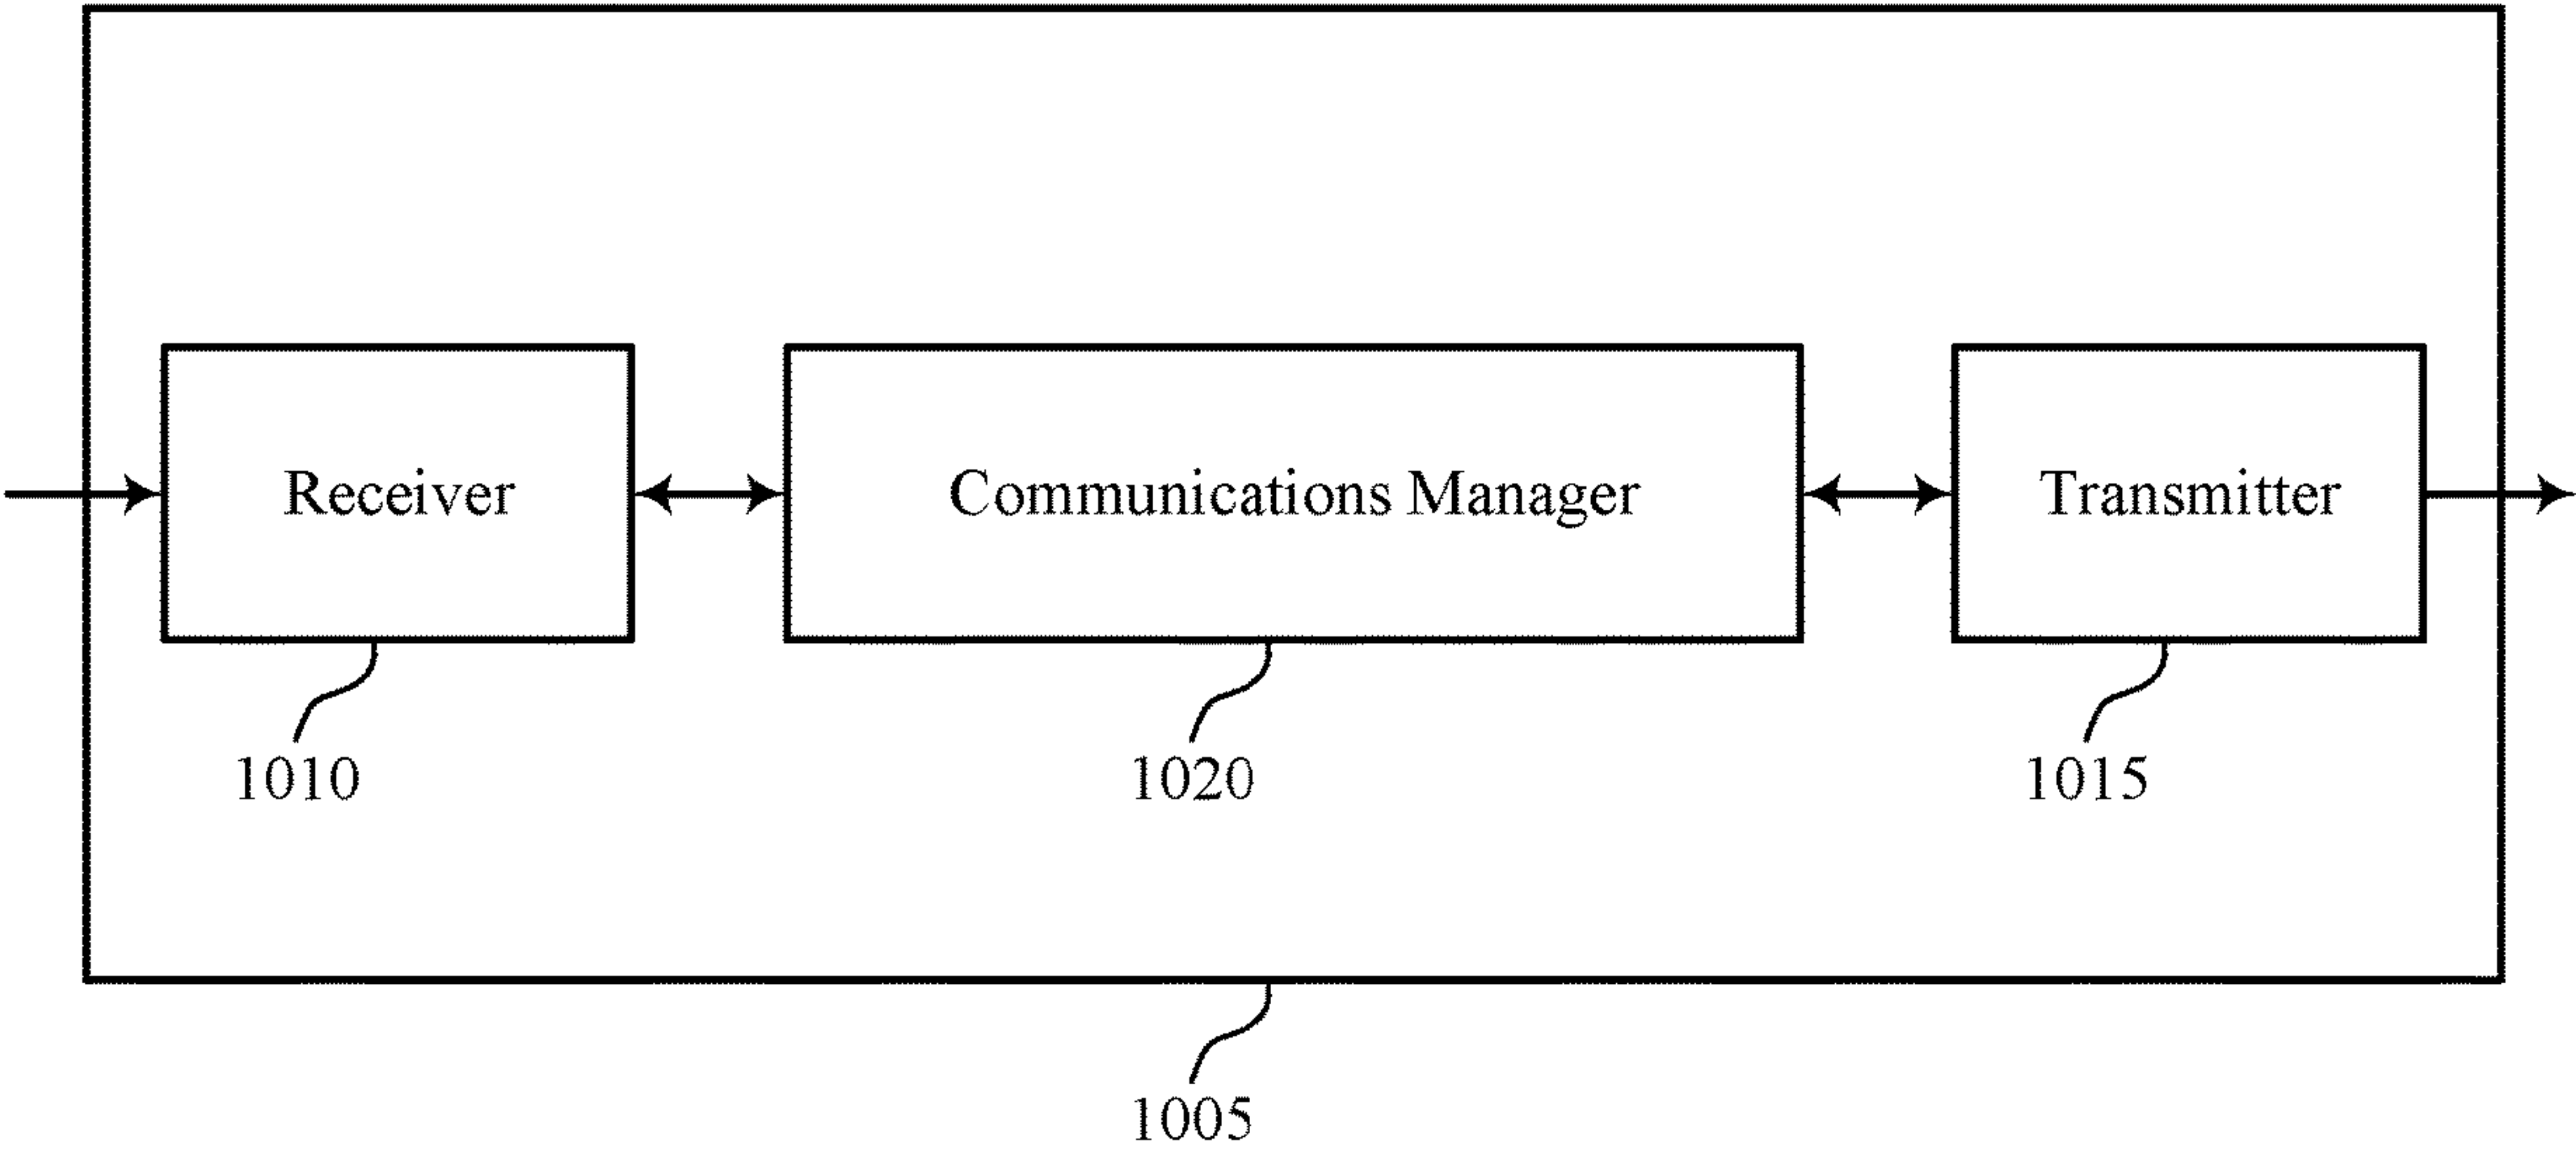 Receiver
Communications Manager
Transmitter
1010
1020
1015
1005